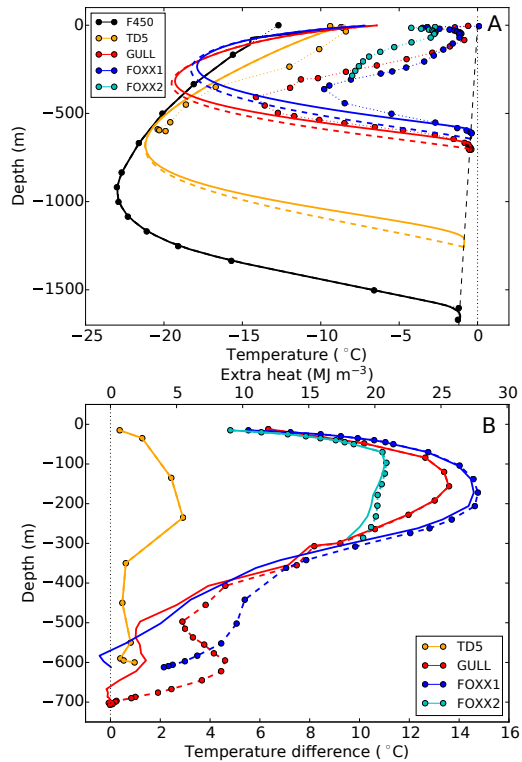 0
−500
−1000
−1500
Depth (m)
F450
TD5
GULL
FOXX1
FOXX2
A
−25 −20 −15 −10 −5 0
Temperature (°C)
Extra heat (MJ m⁻³)
0 5 10 15 20 25
B
0
−100
−200
−300
−400
−500
−600
−700
Depth (m)
TD5
GULL
FOXX1
FOXX2
0 2 4 6 8 10 12 14 16
Temperature difference (°C)